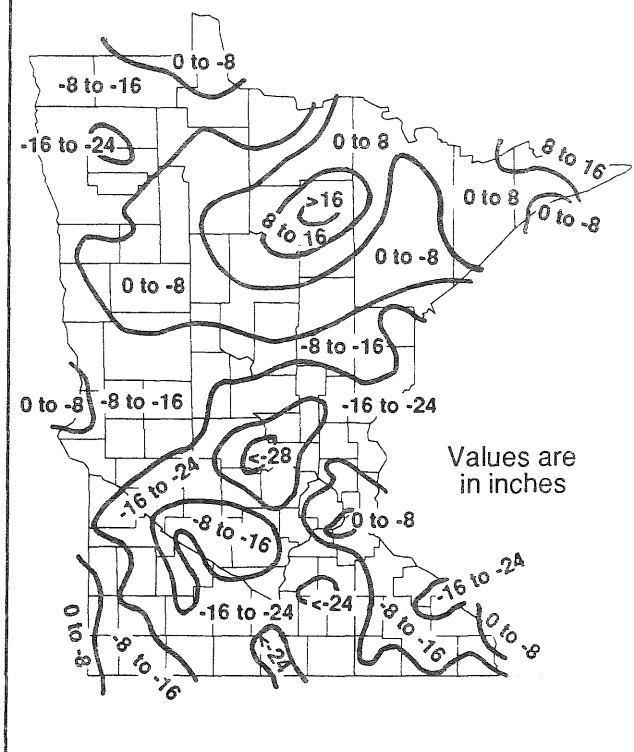 0 to -8
-8 to -16
-16 to -24
0 to 8
8 to 16
>16
0 to 8
8 to 16
0 to -8
0 to -8
0 to -8
-8 to -16
0 to -8
-8 to -16
-16 to -24
<-28
Values are
in inches
-16 to -24
-8 to -16
0 to -8
-16 to -24
<-24
-16 to -24
0 to -8
-8 to -16
<-24
-8 to -16
0 to -8